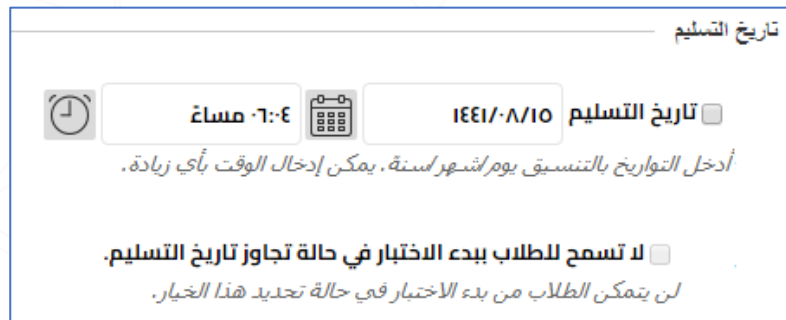 تاريخ التسليم
تاريخ التسليم ١٤٤١/٠٨/١٥ ٠٦:٠٤ مساءً
أدخل التواريخ بالتنسيق يوم/شهر/سنة. يمكن إدخال الوقت بأي زيادة.
لا تسمح للطلاب ببدء الاختبار في حالة تجاوز تاريخ التسليم.
لن يتمكن الطلاب من بدء الاختبار في حالة تحديد هذا الخيار.